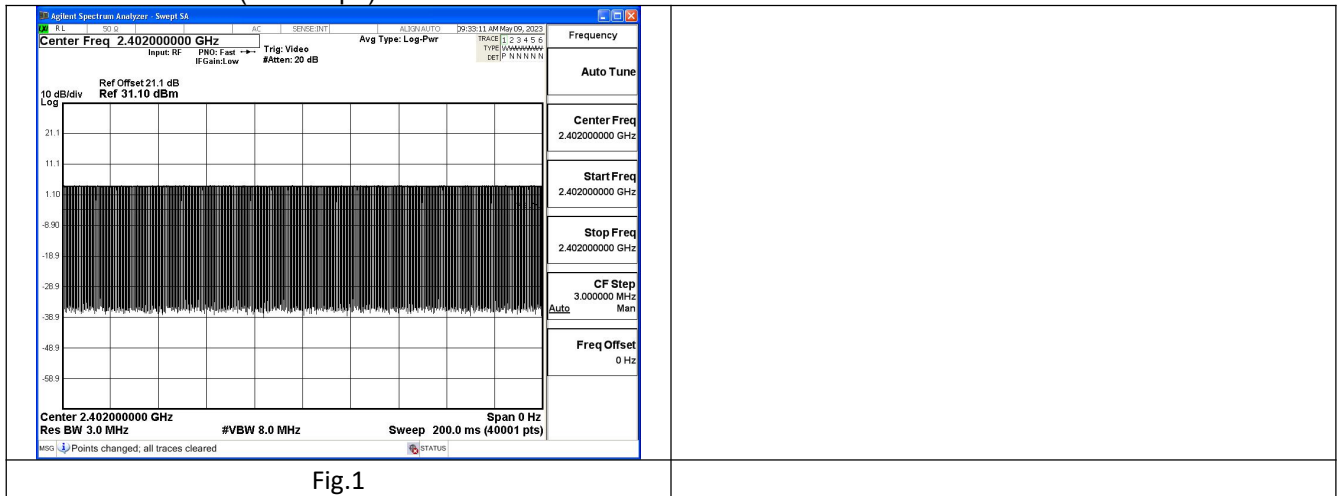 Agilent Spectrum Analyzer - Swept SA
LXI RL 50 Ω AC SENSE:INT ALIGN AUTO 09:33:11 AM May 09, 2023
Center Freq 2.402000000 GHz
Input: RF PNO: Fast Trig: Video Avg Type: Log-Pwr TRACE 1 2 3 4 5 6
IFGain:Low #Atten: 20 dB TYPE
DET P N N N N N
Frequency
Auto Tune
Ref Offset 21.1 dB
10 dB/div Ref 31.10 dBm
Log
21.1
11.1
1.10
-8.90
-18.9
-28.9
-38.9
-48.9
-58.9
Center Freq
2.402000000 GHz
Start Freq
2.402000000 GHz
Stop Freq
2.402000000 GHz
CF Step
3.000000 MHz
Auto Man
Freq Offset
0 Hz
Center 2.402000000 GHz Span 0 Hz
Res BW 3.0 MHz #VBW 8.0 MHz Sweep 200.0 ms (40001 pts)
MSG Points changed; all traces cleared STATUS
Fig.1